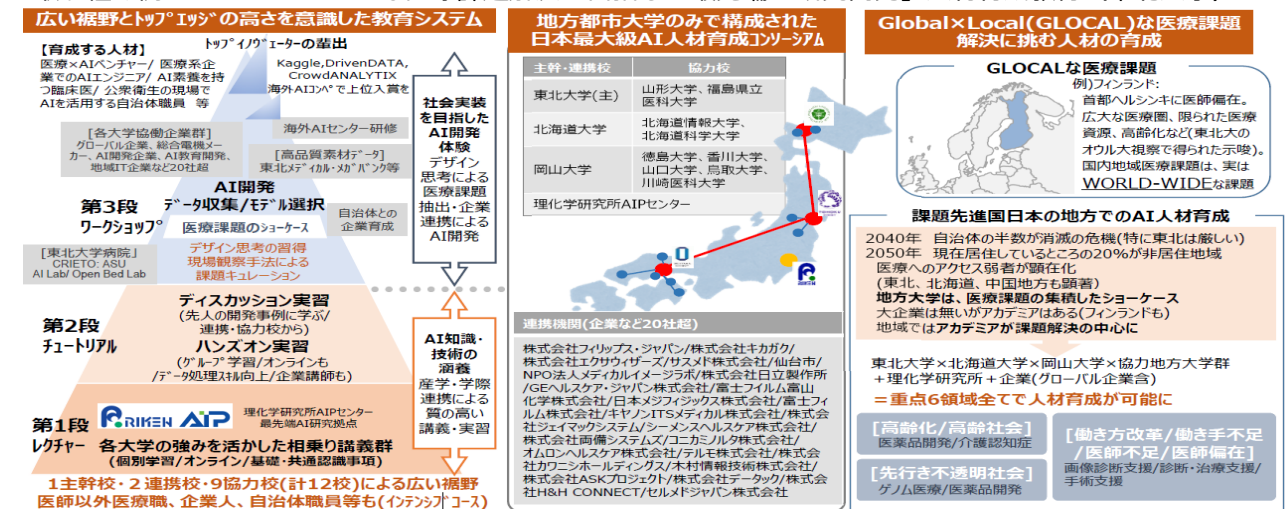 広い裾野とトップエッジの高さを意識した教育システム
【育成する人材】
医療×AIベンチャー/ 医療系企
業でのAIエンジニア/ AI素養を持
つ臨床医/ 公衆衛生の現場で
AIを活用する自治体職員　等
トップイノヴェーターの輩出
Kaggle,DrivenDATA,
CrowdANALYTIX
海外AIコンペで上位入賞を
[各大学協働企業群]
グローバル企業、総合電機メー
カー、AI開発企業、AI教育開発、
地域IT企業など20社超
海外AIセンター研修
[高品質素材データ]
東北メディカル・メガバンク等
AI開発
データ収集/モデル選択
第3段
ワークショップ
医療課題のショーケース
自治体との
企業育成
[東北大学病院」
CRIETO: ASU
AI Lab/ Open Bed Lab
デザイン思考の習得
現場観察手法による
課題キュレーション
社会実装
を目指した
AI開発
体験
デザイン
思考による
医療課題
抽出・企業
連携による
AI開発
第2段
チュートリアル
ディスカッション実習
(先人の開発事例に学ぶ/
連携・協力校から)
ハンズオン実習
(グループ学習/オンラインも
/データ処理スキル向上/企業講師も)
AI知識・
技術の
涵養
産学・学際
連携による
質の高い
講義・実習
第1段
レクチャー
RIKEN AIP
理化学研究所AIPセンター
最先端AI研究拠点
各大学の強みを活かした相乗り講義群
(個別学習/オンライン/基礎・共通認識事項)
1主幹校・２連携校・9協力校(計12校)による広い裾野
医師以外医療職、企業人、自治体職員等も(インテンシブコース)
地方都市大学のみで構成された
日本最大級AI人材育成コンソーシアム
主幹・連携校
協力校
東北大学(主)
山形大学、福島県立
医科大学
北海道大学
北海道情報大学、
北海道科学大学
岡山大学
徳島大学、香川大学、
山口大学、鳥取大学、
川崎医科大学
理化学研究所AIPセンター
RIKEN
連携機関(企業など20社超)
株式会社フィリップス・ジャパン/株式会社キカガク/
株式会社エクサウィザーズ/サスメド株式会社/仙台市/
NPO法人メディカルイメージラボ/株式会社日立製作所
/GEヘルスケア・ジャパン株式会社/富士フイルム富山
化学株式会社/日本メジフィジックス株式会社/富士フィ
ルム株式会社/キヤノンITSメディカル株式会社/株式会
社ジェイマックシステム/シーメンスヘルスケア株式会社/
株式会社両備システムズ/コニカミノルタ株式会社/
オムロンヘルスケア株式会社/テルモ株式会社/株式会
社カワニシホールディングス/木村情報技術株式会社/
株式会社ASKプロジェクト/株式会社データック/株式会
社H&H CONNECT/セルメドジャパン株式会社
Global×Local(GLOCAL)な医療課題
解決に挑む人材の育成
GLOCALな医療課題
例)フィンランド:
首都ヘルシンキに医師偏在。
広大な医療圏、限られた医療
資源、高齢化など(東北大の
オウル大視察で得られた示唆)。
国内地域医療課題は、実は
WORLD-WIDEな課題
課題先進国日本の地方でのAI人材育成
2040年　自治体の半数が消滅の危機(特に東北は厳しい)
2050年　現在居住しているところの20%が非居住地域
医療へのアクセス弱者が顕在化
(東北、北海道、中国地方も顕著)
地方大学は、医療課題の集積したショーケース
大企業は無いがアカデミアはある(フィンランドも)
地域ではアカデミアが課題解決の中心に
東北大学×北海道大学×岡山大学×協力地方大学群
＋理化学研究所＋企業(グローバル企業含)
＝重点6領域全てで人材育成が可能に
[高齢化/高齢社会]
医薬品開発/介護認知症
[先行き不透明社会]
ゲノム医療/医薬品開発
[働き方改革/働き手不足
/医師不足/医師偏在]
画像診断支援/診断・治療支援/
手術支援